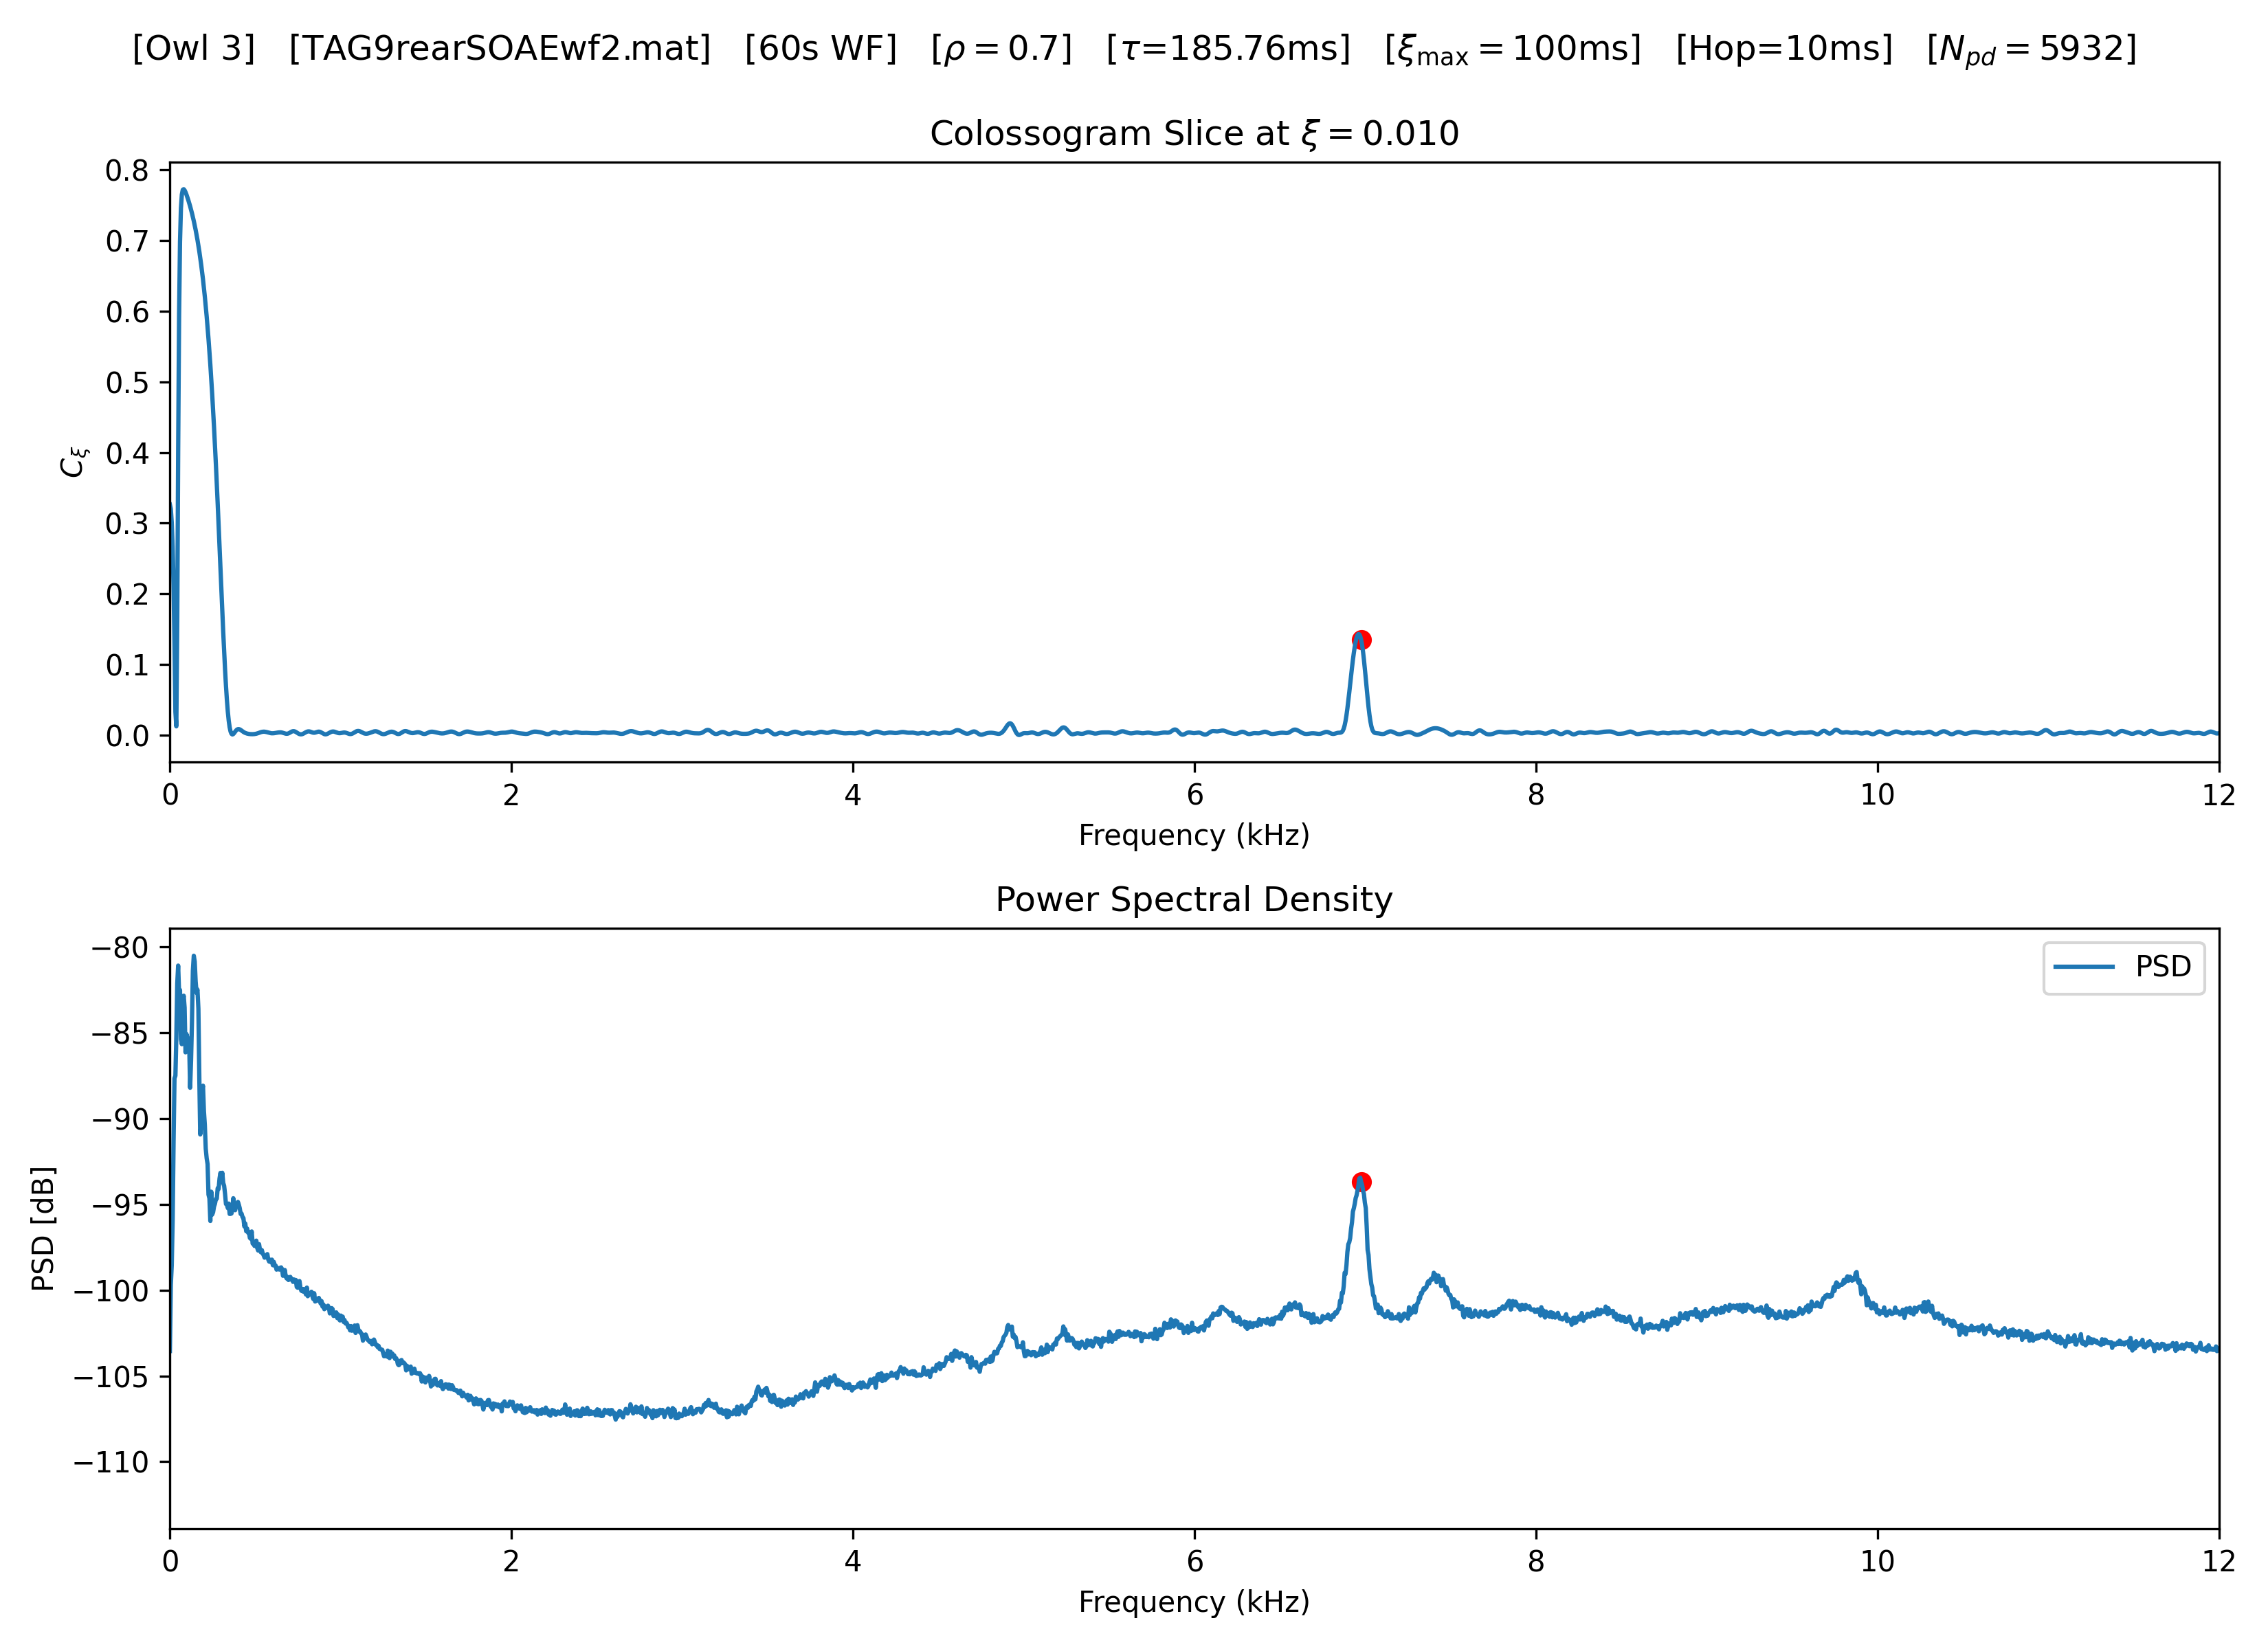 [Owl 3] [TAG9rearSOAEwf2.mat] [60s WF] [ρ = 0.7] [τ=185.76ms] [ξmax = 100ms] [Hop=10ms] [Npd = 5932]
Colossogram Slice at ξ = 0.010
0.8
0.7
0.6
0.5
0.4
0.3
0.2
0.1
0.0
Cξ
0 2 4 6 8 10 12
Frequency (kHz)
Power Spectral Density
PSD
−80
−85
−90
−95
−100
−105
−110
PSD [dB]
0 2 4 6 8 10 12
Frequency (kHz)